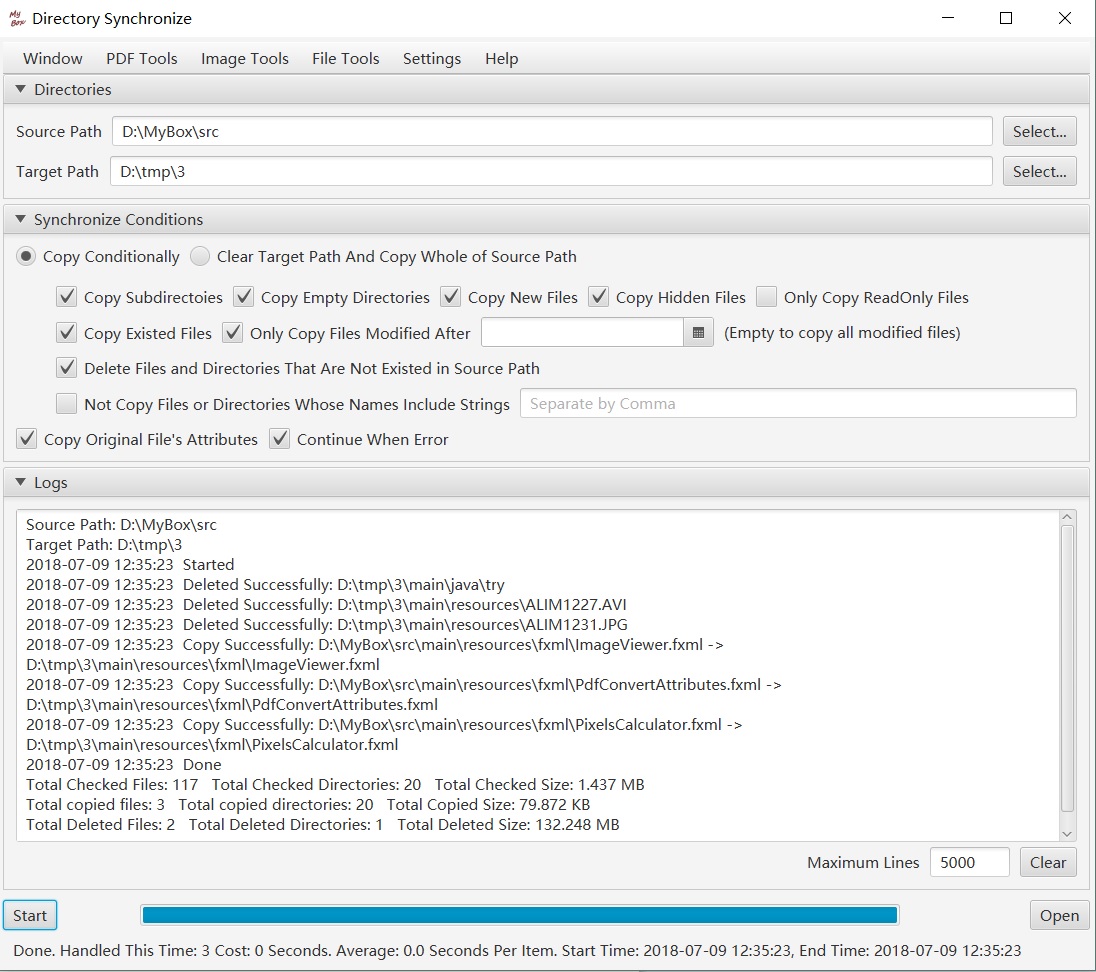 My Box Directory Synchronize
Window PDF Tools Image Tools File Tools Settings Help
Directories
Source Path D:\MyBox\src Select...
Target Path D:\tmp\3 Select...
Synchronize Conditions
Copy Conditionally Clear Target Path And Copy Whole of Source Path
Copy Subdirectoies Copy Empty Directories Copy New Files Copy Hidden Files Only Copy ReadOnly Files
Copy Existed Files Only Copy Files Modified After (Empty to copy all modified files)
Delete Files and Directories That Are Not Existed in Source Path
Not Copy Files or Directories Whose Names Include Strings Separate by Comma
Copy Original File's Attributes Continue When Error
Logs
Source Path: D:\MyBox\src
Target Path: D:\tmp\3
2018-07-09 12:35:23 Started
2018-07-09 12:35:23 Deleted Successfully: D:\tmp\3\main\java\try
2018-07-09 12:35:23 Deleted Successfully: D:\tmp\3\main\resources\ALIM1227.AVI
2018-07-09 12:35:23 Deleted Successfully: D:\tmp\3\main\resources\ALIM1231.JPG
2018-07-09 12:35:23 Copy Successfully: D:\MyBox\src\main\resources\fxml\ImageViewer.fxml ->
D:\tmp\3\main\resources\fxml\ImageViewer.fxml
2018-07-09 12:35:23 Copy Successfully: D:\MyBox\src\main\resources\fxml\PdfConvertAttributes.fxml ->
D:\tmp\3\main\resources\fxml\PdfConvertAttributes.fxml
2018-07-09 12:35:23 Copy Successfully: D:\MyBox\src\main\resources\fxml\PixelsCalculator.fxml ->
D:\tmp\3\main\resources\fxml\PixelsCalculator.fxml
2018-07-09 12:35:23 Done
Total Checked Files: 117 Total Checked Directories: 20 Total Checked Size: 1.437 MB
Total copied files: 3 Total copied directories: 20 Total Copied Size: 79.872 KB
Total Deleted Files: 2 Total Deleted Directories: 1 Total Deleted Size: 132.248 MB
Maximum Lines 5000 Clear
Start Open
Done. Handled This Time: 3 Cost: 0 Seconds. Average: 0.0 Seconds Per Item. Start Time: 2018-07-09 12:35:23, End Time: 2018-07-09 12:35:23